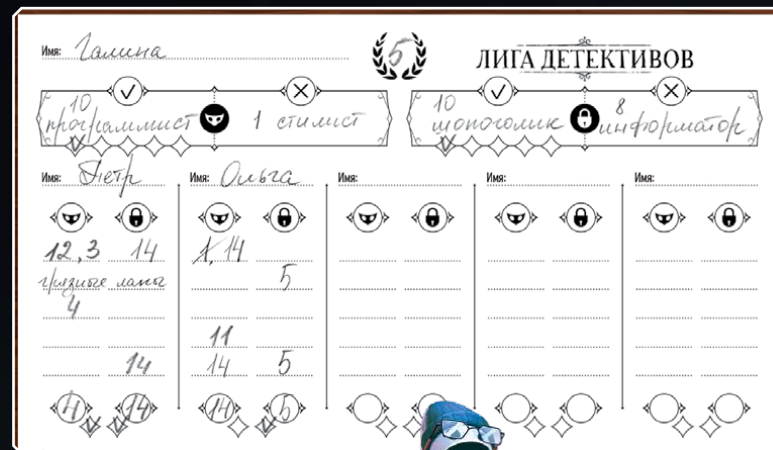 Имя: Галина
5
ЛИГА ДЕТЕКТИВОВ
10
программист
1 стилист
10
шопоголик
8
информатор
Имя: Петр
Имя: Ольга
Имя:
Имя:
Имя:
12, 3 14
1, 14
грязные лапы
5
4
11
14
14 5
4 14
14 5